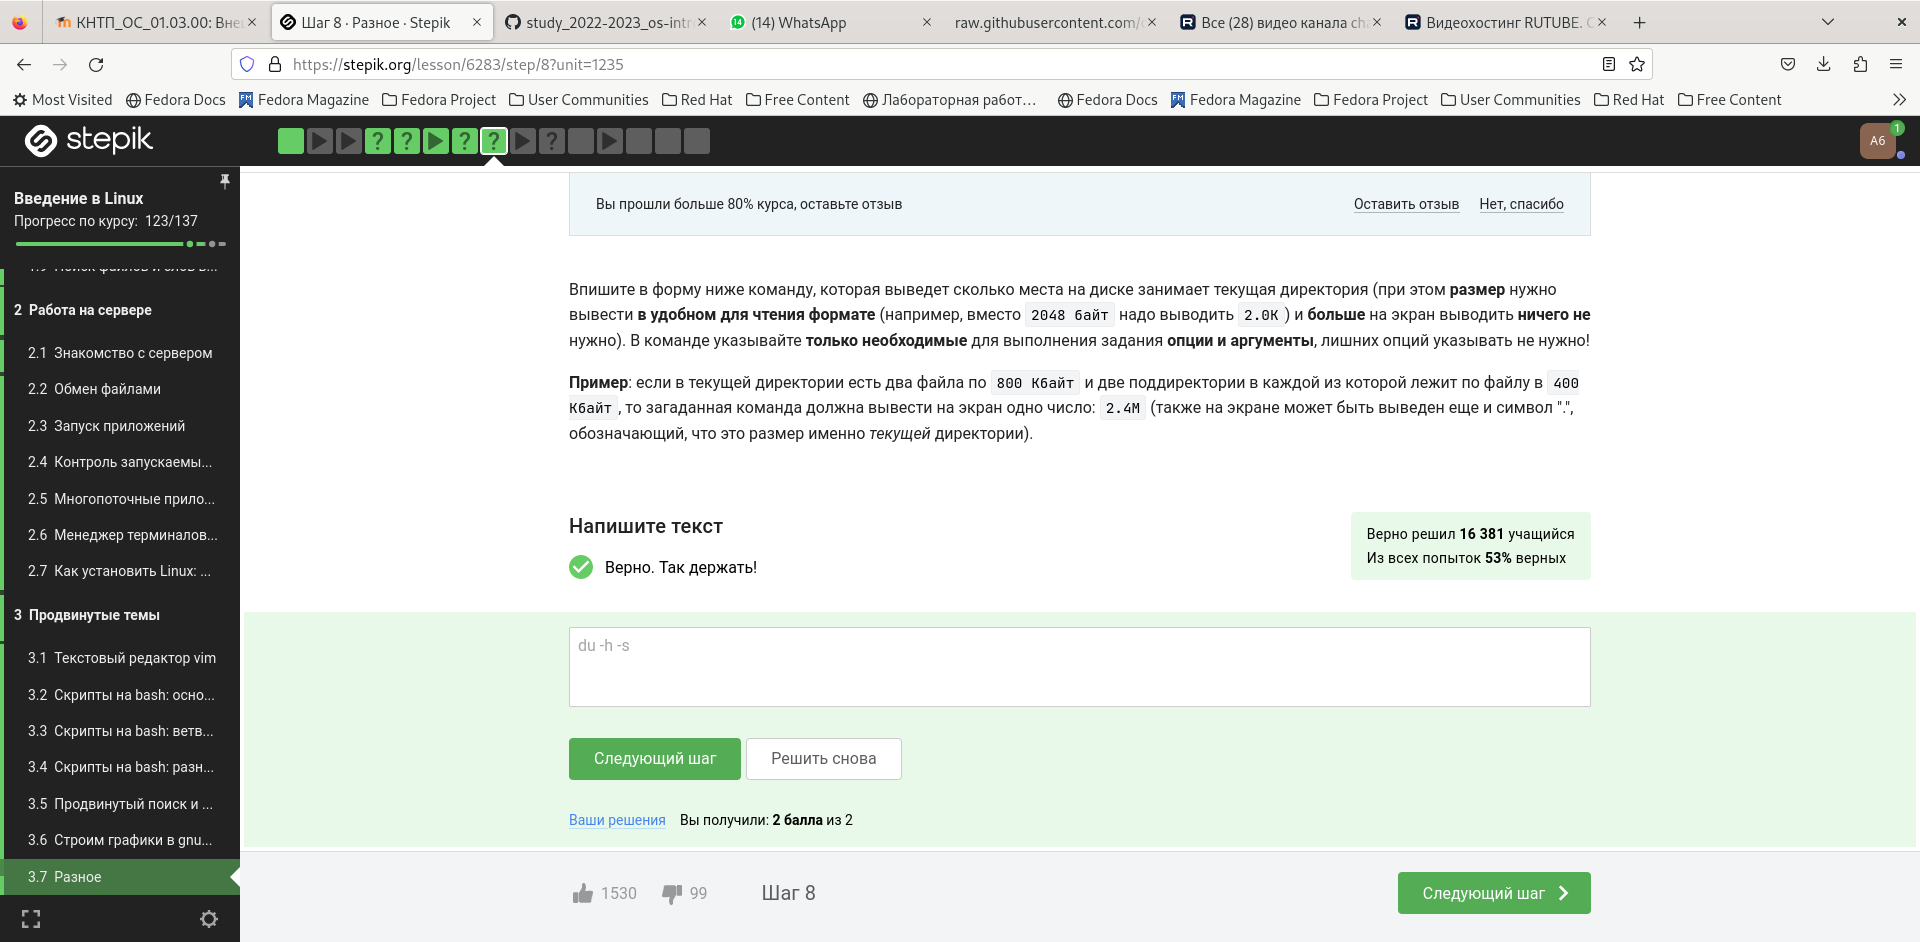 КНТП_ОС_01.03.00: Вне
Шаг 8 · Разное · Stepik
study_2022-2023_os-intr
(14) WhatsApp
raw.githubusercontent.com/
Все (28) видео канала
Видеохостинг RUTUBE.
https://stepik.org/lesson/6283/step/8?unit=1235
Most Visited Fedora Docs Fedora Magazine Fedora Project User Communities Red Hat Free Content Лабораторная работ… Fedora Docs Fedora Magazine Fedora Project User Communities Red Hat Free Content
stepik
A6
1
Введение в Linux
Прогресс по курсу: 123/137
2 Работа на сервере
2.1 Знакомство с сервером
2.2 Обмен файлами
2.3 Запуск приложений
2.4 Контроль запускаемы...
2.5 Многопоточные прило...
2.6 Менеджер терминалов...
2.7 Как установить Linux: ...
3 Продвинутые темы
3.1 Текстовый редактор vim
3.2 Скрипты на bash: осно...
3.3 Скрипты на bash: ветв...
3.4 Скрипты на bash: разн...
3.5 Продвинутый поиск и ...
3.6 Строим графики в gnu...
3.7 Разное
Вы прошли больше 80% курса, оставьте отзыв
Оставить отзыв Нет, спасибо
Впишите в форму ниже команду, которая выведет сколько места на диске занимает текущая директория (при этом размер нужно
вывести в удобном для чтения формате (например, вместо 2048 байт надо выводить 2.0K ) и больше на экран выводить ничего не
нужно). В команде указывайте только необходимые для выполнения задания опции и аргументы, лишних опций указывать не нужно!
Пример: если в текущей директории есть два файла по 800 Кбайт и две поддиректории в каждой из которой лежит по файлу в 400
Кбайт , то загаданная команда должна вывести на экран одно число: 2.4M (также на экране может быть выведен еще и символ ".",
обозначающий, что это размер именно текущей директории).
Напишите текст
Верно. Так держать!
Верно решил 16 381 учащийся
Из всех попыток 53% верных
du -h -s
Следующий шаг
Решить снова
Ваши решения Вы получили: 2 балла из 2
1530 99 Шаг 8
Следующий шаг